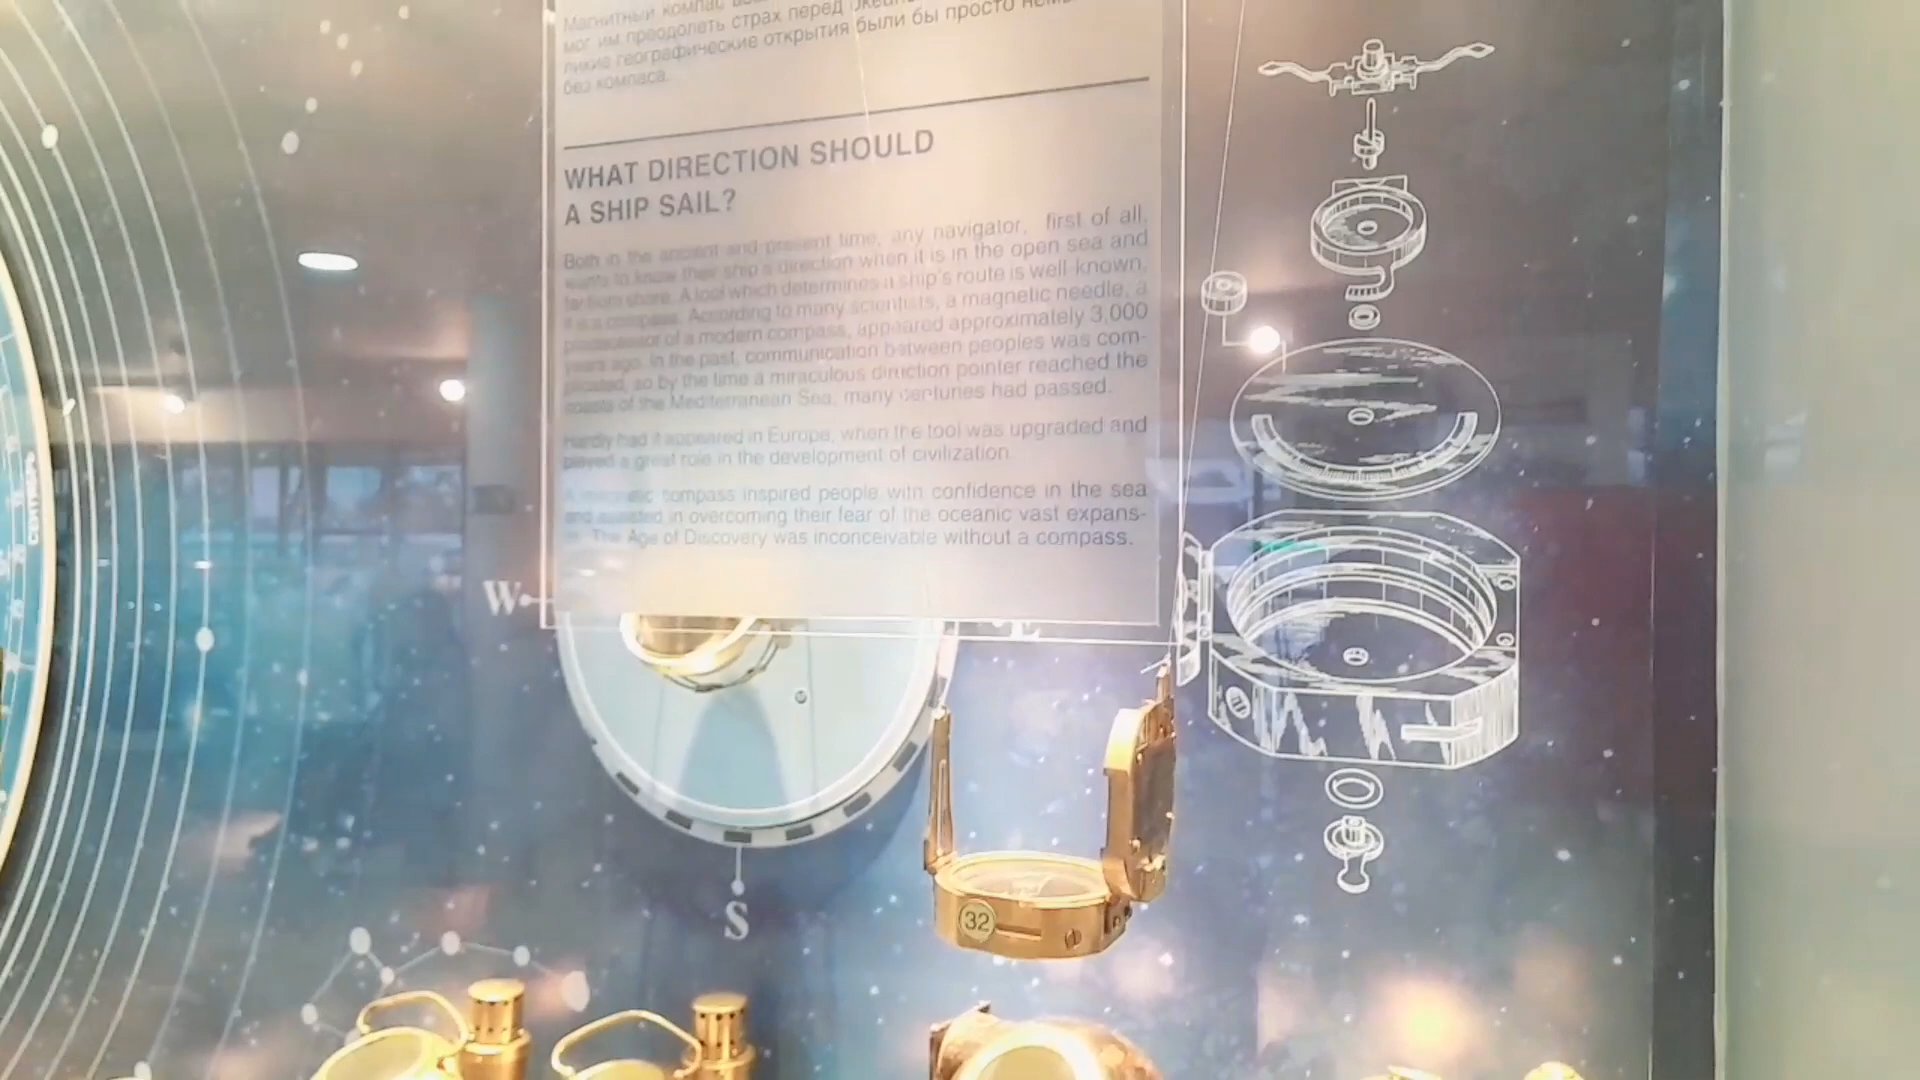 Магнитный компас
мог им преодолеть страх перед
ликие географические открытия были бы просто
без компаса.
WHAT DIRECTION SHOULD
A SHIP SAIL?
Both in the ancient and present time, any navigator, first of all,
wants to know their ship's direction when it is in the open sea and
far from shore. A tool which determines a ship's route is well-known,
it is a compass. According to many scientists, a magnetic needle, a
predecessor of a modern compass, appeared approximately 3,000
years ago. In the past, communication between peoples was com-
plicated, so by the time a miraculous direction pointer reached the
coasts of the Mediterranean Sea, many centuries had passed.
Hardly had it appeared in Europe, when the tool was upgraded and
played a great role in the development of civilization.
A magnetic compass inspired people with confidence in the sea
and assisted in overcoming their fear of the oceanic vast expans-
The Age of Discovery was inconceivable without a compass.
W
E
S
32